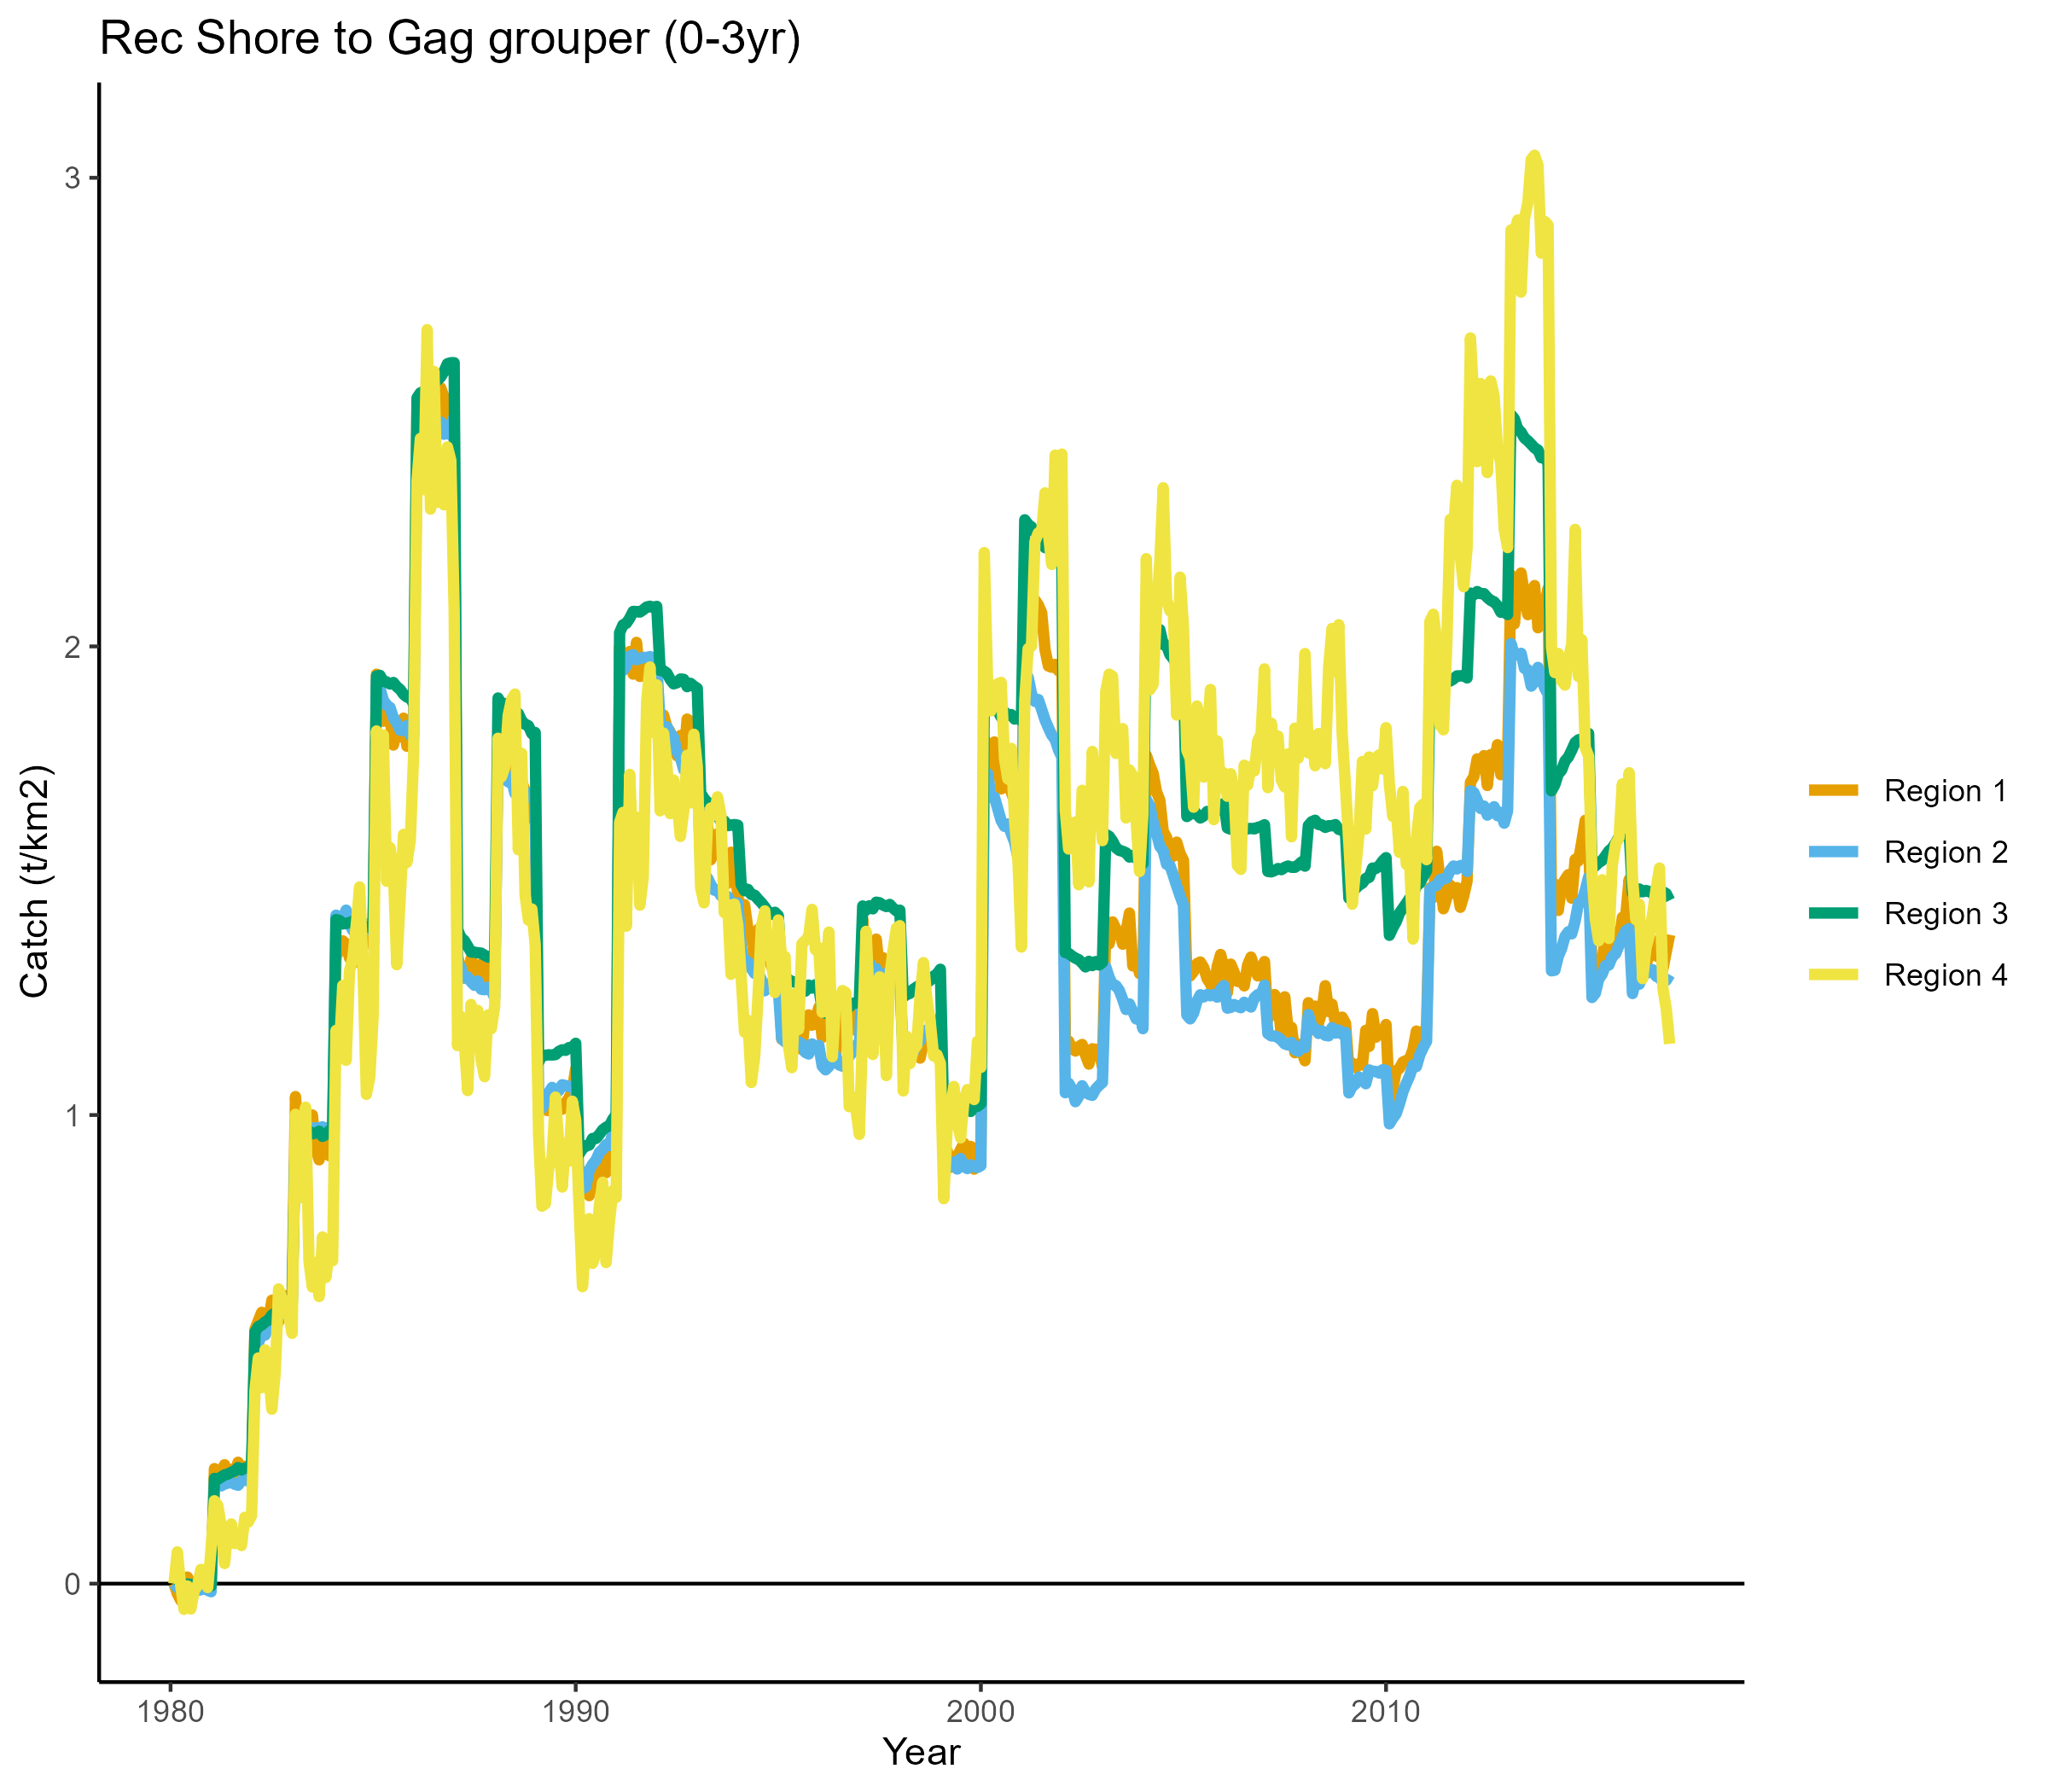 Rec Shore to Gag grouper (0-3yr)
3
2
1
0
Catch (t/km2)
1980
1990
2000
2010
Year
Region 1
Region 2
Region 3
Region 4